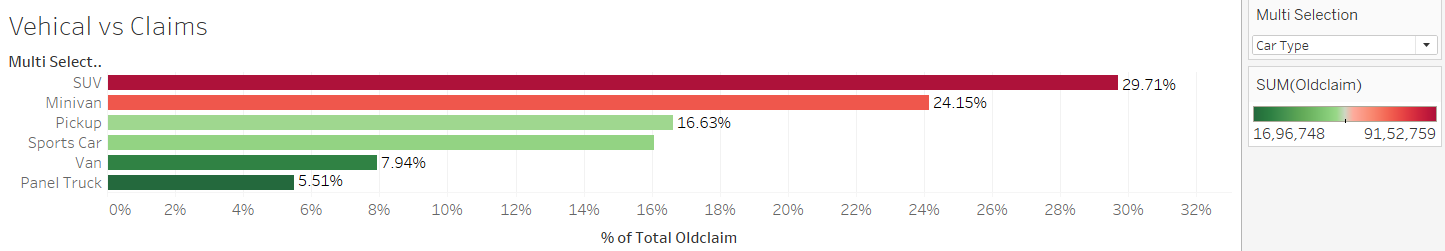 Vehical vs Claims
Multi Select..
SUV 29.71%
Minivan 24.15%
Pickup 16.63%
Sports Car
Van 7.94%
Panel Truck 5.51%
0% 2% 4% 6% 8% 10% 12% 14% 16% 18% 20% 22% 24% 26% 28% 30% 32%
% of Total Oldclaim
Multi Selection
Car Type
SUM(Oldclaim)
16,96,748 91,52,759